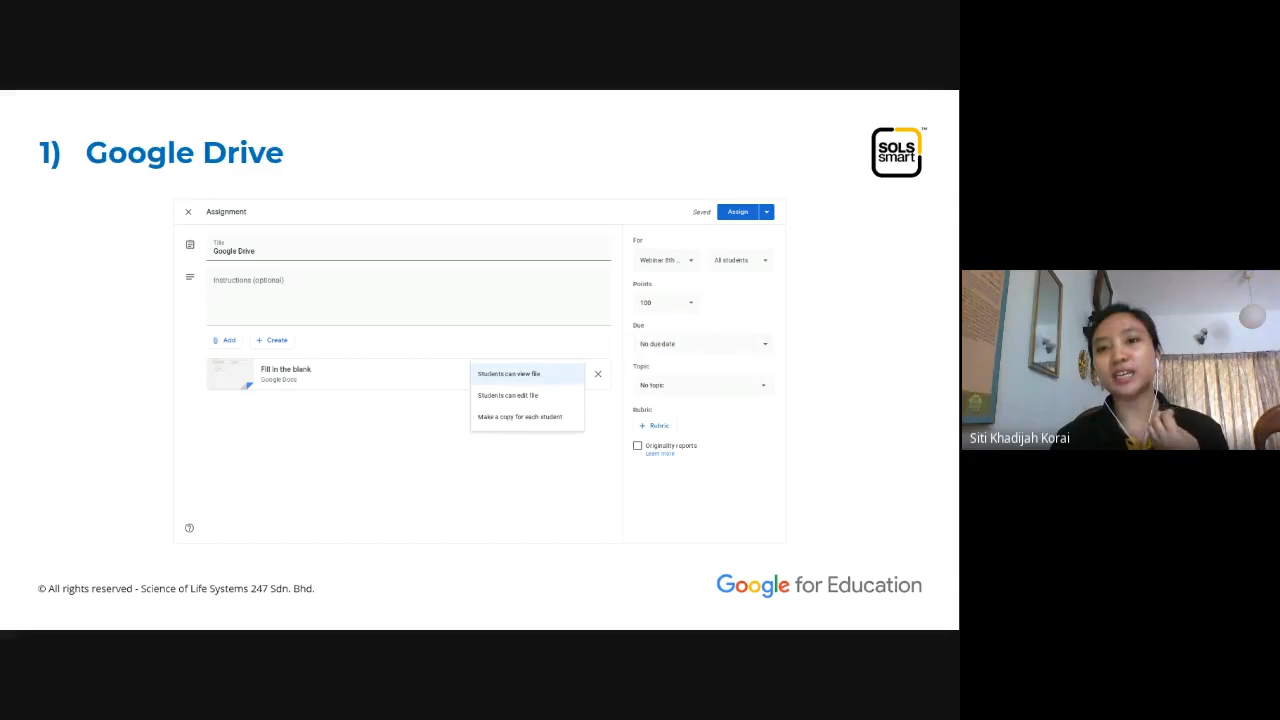 1) Google Drive
SOLS
smart
TM
Assignment
Saved
Assign
Title
Google Drive
Instructions (optional)
Add
Create
Fill in the blank
Google Docs
Students can view file
Students can edit file
Make a copy for each student
For
Webinar 8th ...
All students
Points
100
Due
No due date
Topic
No topic
Rubric
Rubric
Originality reports
Learn more
© All rights reserved - Science of Life Systems 247 Sdn. Bhd.
Google for Education
Siti Khadijah Korai